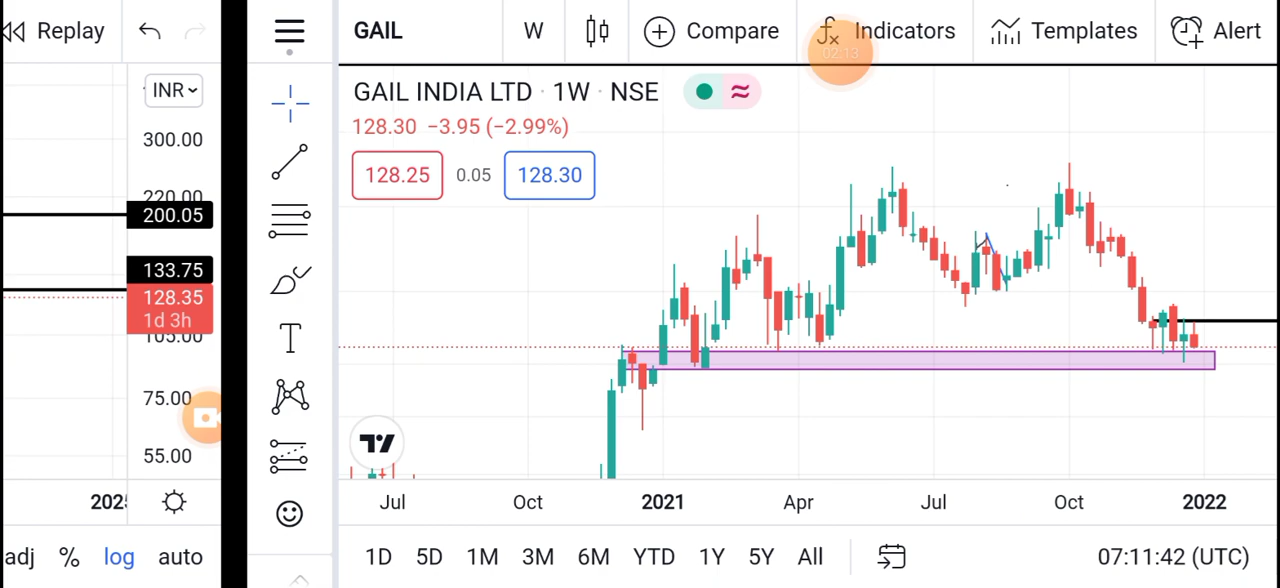 Replay
INR
300.00
220.00
200.05
133.75
128.35
1d 3h
105.00
75.00
55.00
2025
adj % log auto
GAIL W Compare Indicators Templates Alert
02:13
GAIL INDIA LTD · 1W · NSE
128.30 −3.95 (−2.99%)
128.25 0.05 128.30
Jul Oct 2021 Apr Jul Oct 2022
1D 5D 1M 3M 6M YTD 1Y 5Y All 07:11:42 (UTC)